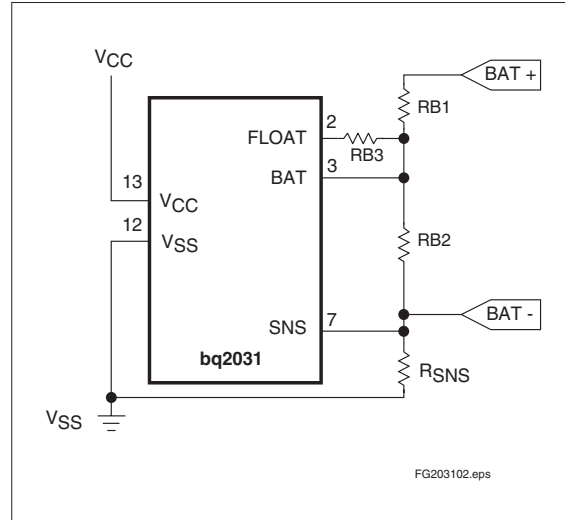 VCC
BAT +
RB1
2
FLOAT
RB3
3
BAT
13
VCC
12
VSS
RB2
BAT -
7
SNS
bq2031
RSNS
VSS
FG203102.eps